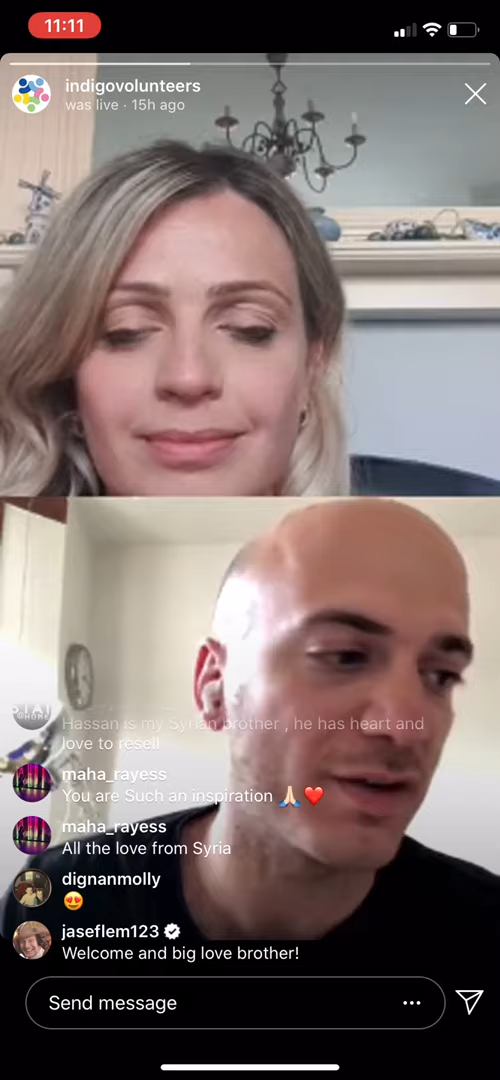 11:11
indigovolunteers
was live · 15h ago
STAY
@HOME
Hassan is my Syrian brother , he has heart and
love to resell
maha_rayess
You are Such an inspiration 🙏🏻❤️
maha_rayess
All the love from Syria
dignanmolly
😍
jaseflem123
Welcome and big love brother!
Send message